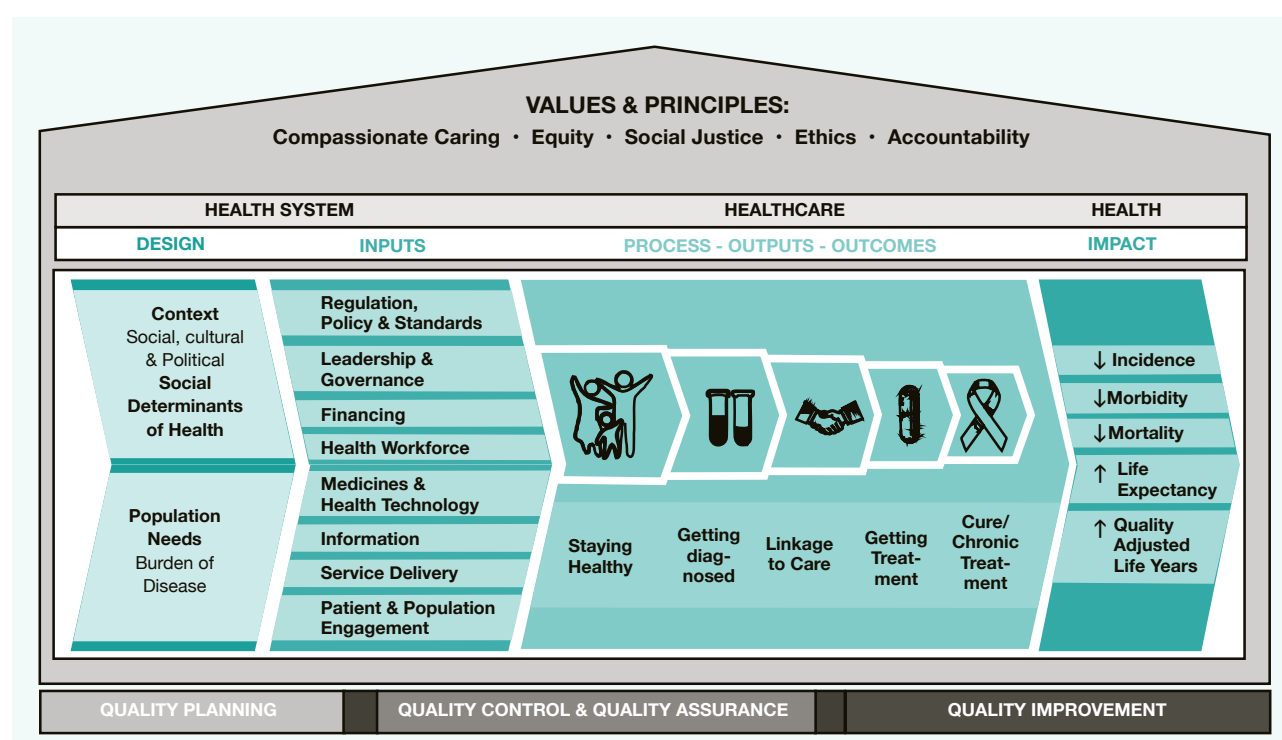 VALUES & PRINCIPLES:
Compassionate Caring · Equity · Social Justice · Ethics · Accountability
HEALTH SYSTEM
HEALTHCARE
HEALTH
DESIGN
INPUTS
PROCESS - OUTPUTS - OUTCOMES
IMPACT
Context
Social, cultural
& Political
Social
Determinants
of Health
Population
Needs
Burden of
Disease
Regulation,
Policy & Standards
Leadership &
Governance
Financing
Health Workforce
Medicines &
Health Technology
Information
Service Delivery
Patient & Population
Engagement
Staying
Healthy
Getting
diag-
nosed
Linkage
to Care
Getting
Treat-
ment
Cure/
Chronic
Treat-
ment
↓ Incidence
↓Morbidity
↓Mortality
↑ Life
Expectancy
↑ Quality
Adjusted
Life Years
QUALITY PLANNING
QUALITY CONTROL & QUALITY ASSURANCE
QUALITY IMPROVEMENT